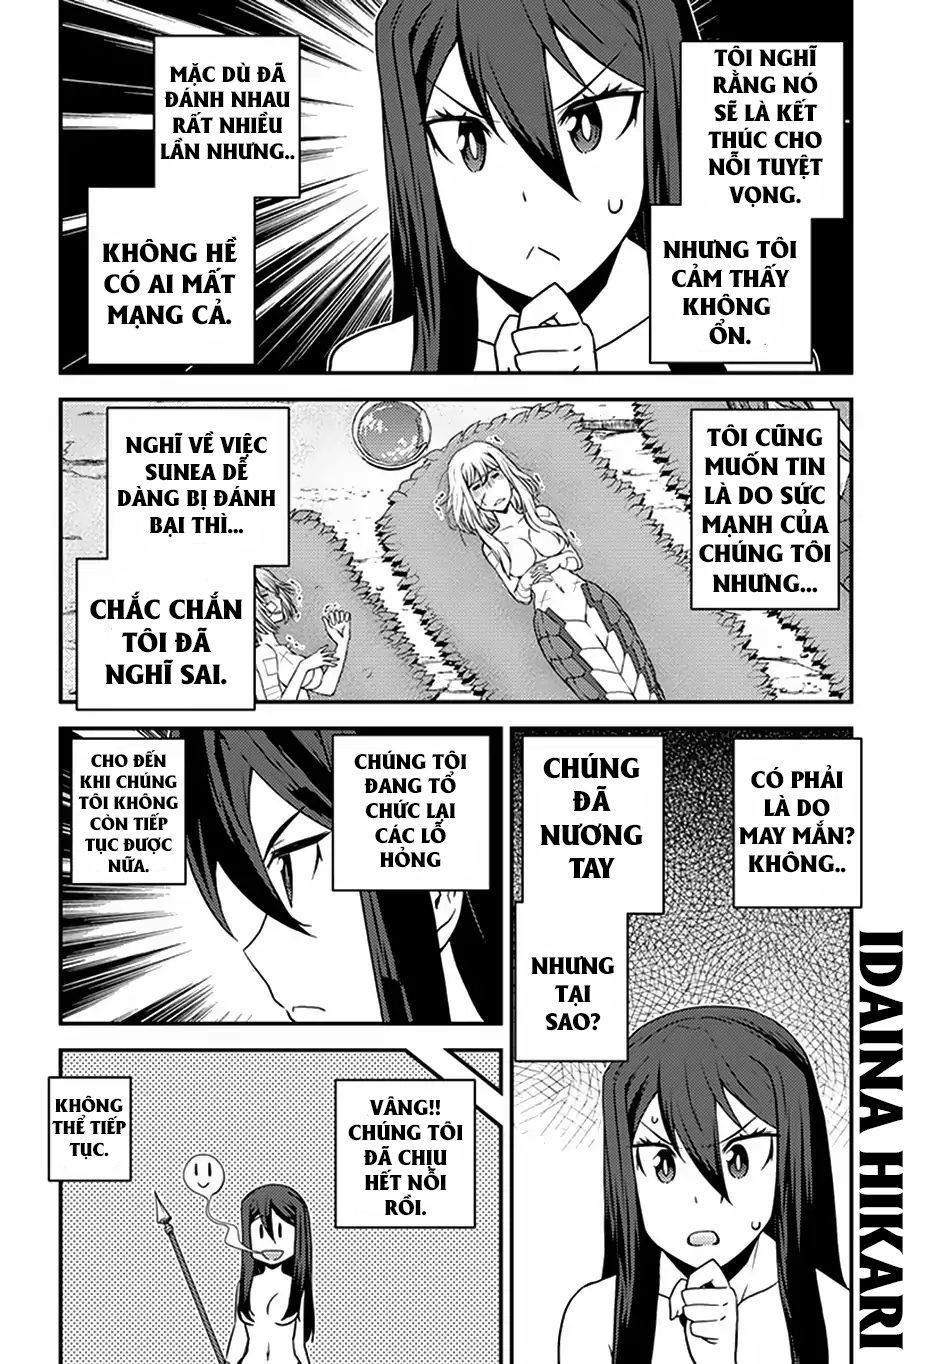 TÔI NGHĨ
RẰNG NÓ
SẼ LÀ KẾT
THÚC CHO
NỖI TUYỆT
VỌNG.
NHƯNG TÔI
CẢM THẤY
KHÔNG
ỔN.
MẶC DÙ ĐÃ
ĐÁNH NHAU
RẤT NHIỀU
LẦN NHƯNG..
KHÔNG HỀ
CÓ AI MẤT
MẠNG CẢ.
TÔI CŨNG
MUỐN TIN
LÀ DO SỨC
MẠNH CỦA
CHÚNG TÔI
NHƯNG...
NGHĨ VỀ VIỆC
SUNEA DỄ
DÀNG BỊ ĐÁNH
BẠI THÌ...
CHẮC CHẮN
TÔI ĐÃ
NGHĨ SAI.
CÓ PHẢI
LÀ DO
MAY MẮN?
KHÔNG..
CHÚNG
ĐÃ
NƯƠNG
TAY
NHƯNG
TẠI
SAO?
CHÚNG TÔI
ĐANG TỔ
CHỨC LẠI
CÁC LỖ
HỎNG
CHO ĐẾN
KHI CHÚNG
TÔI KHÔNG
CÒN TIẾP
TỤC ĐƯỢC
NỮA.
VÂNG!!
CHÚNG TÔI
ĐÃ CHỊU
HẾT NỖI
RỒI.
KHÔNG
THỂ TIẾP
TỤC.
IDAINA HIKARI